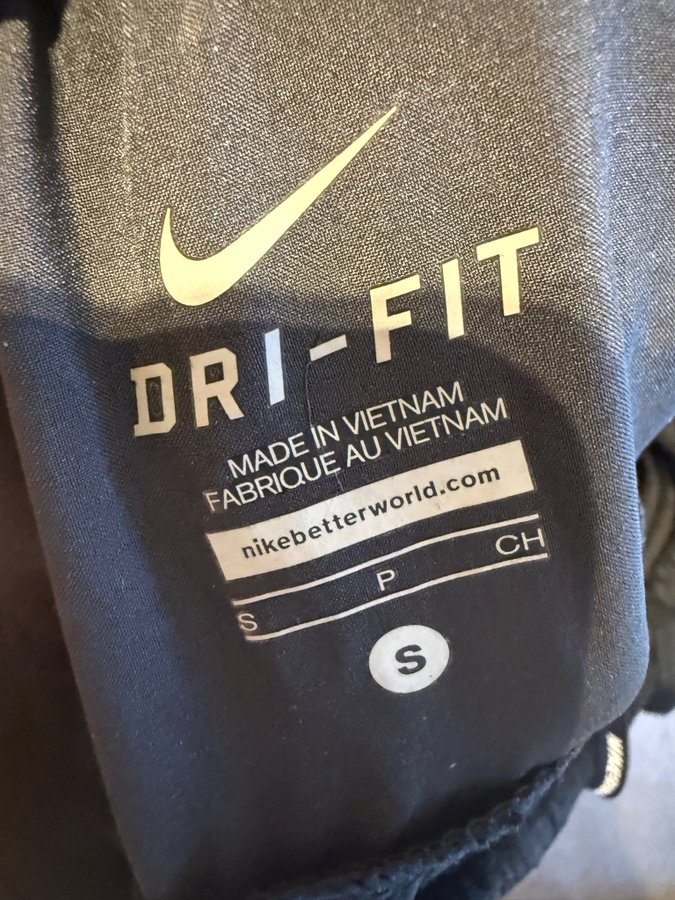 DRI-FIT
MADE IN VIETNAM
FABRIQUE AU VIETNAM
nikebetterworld.com
S P CH
S